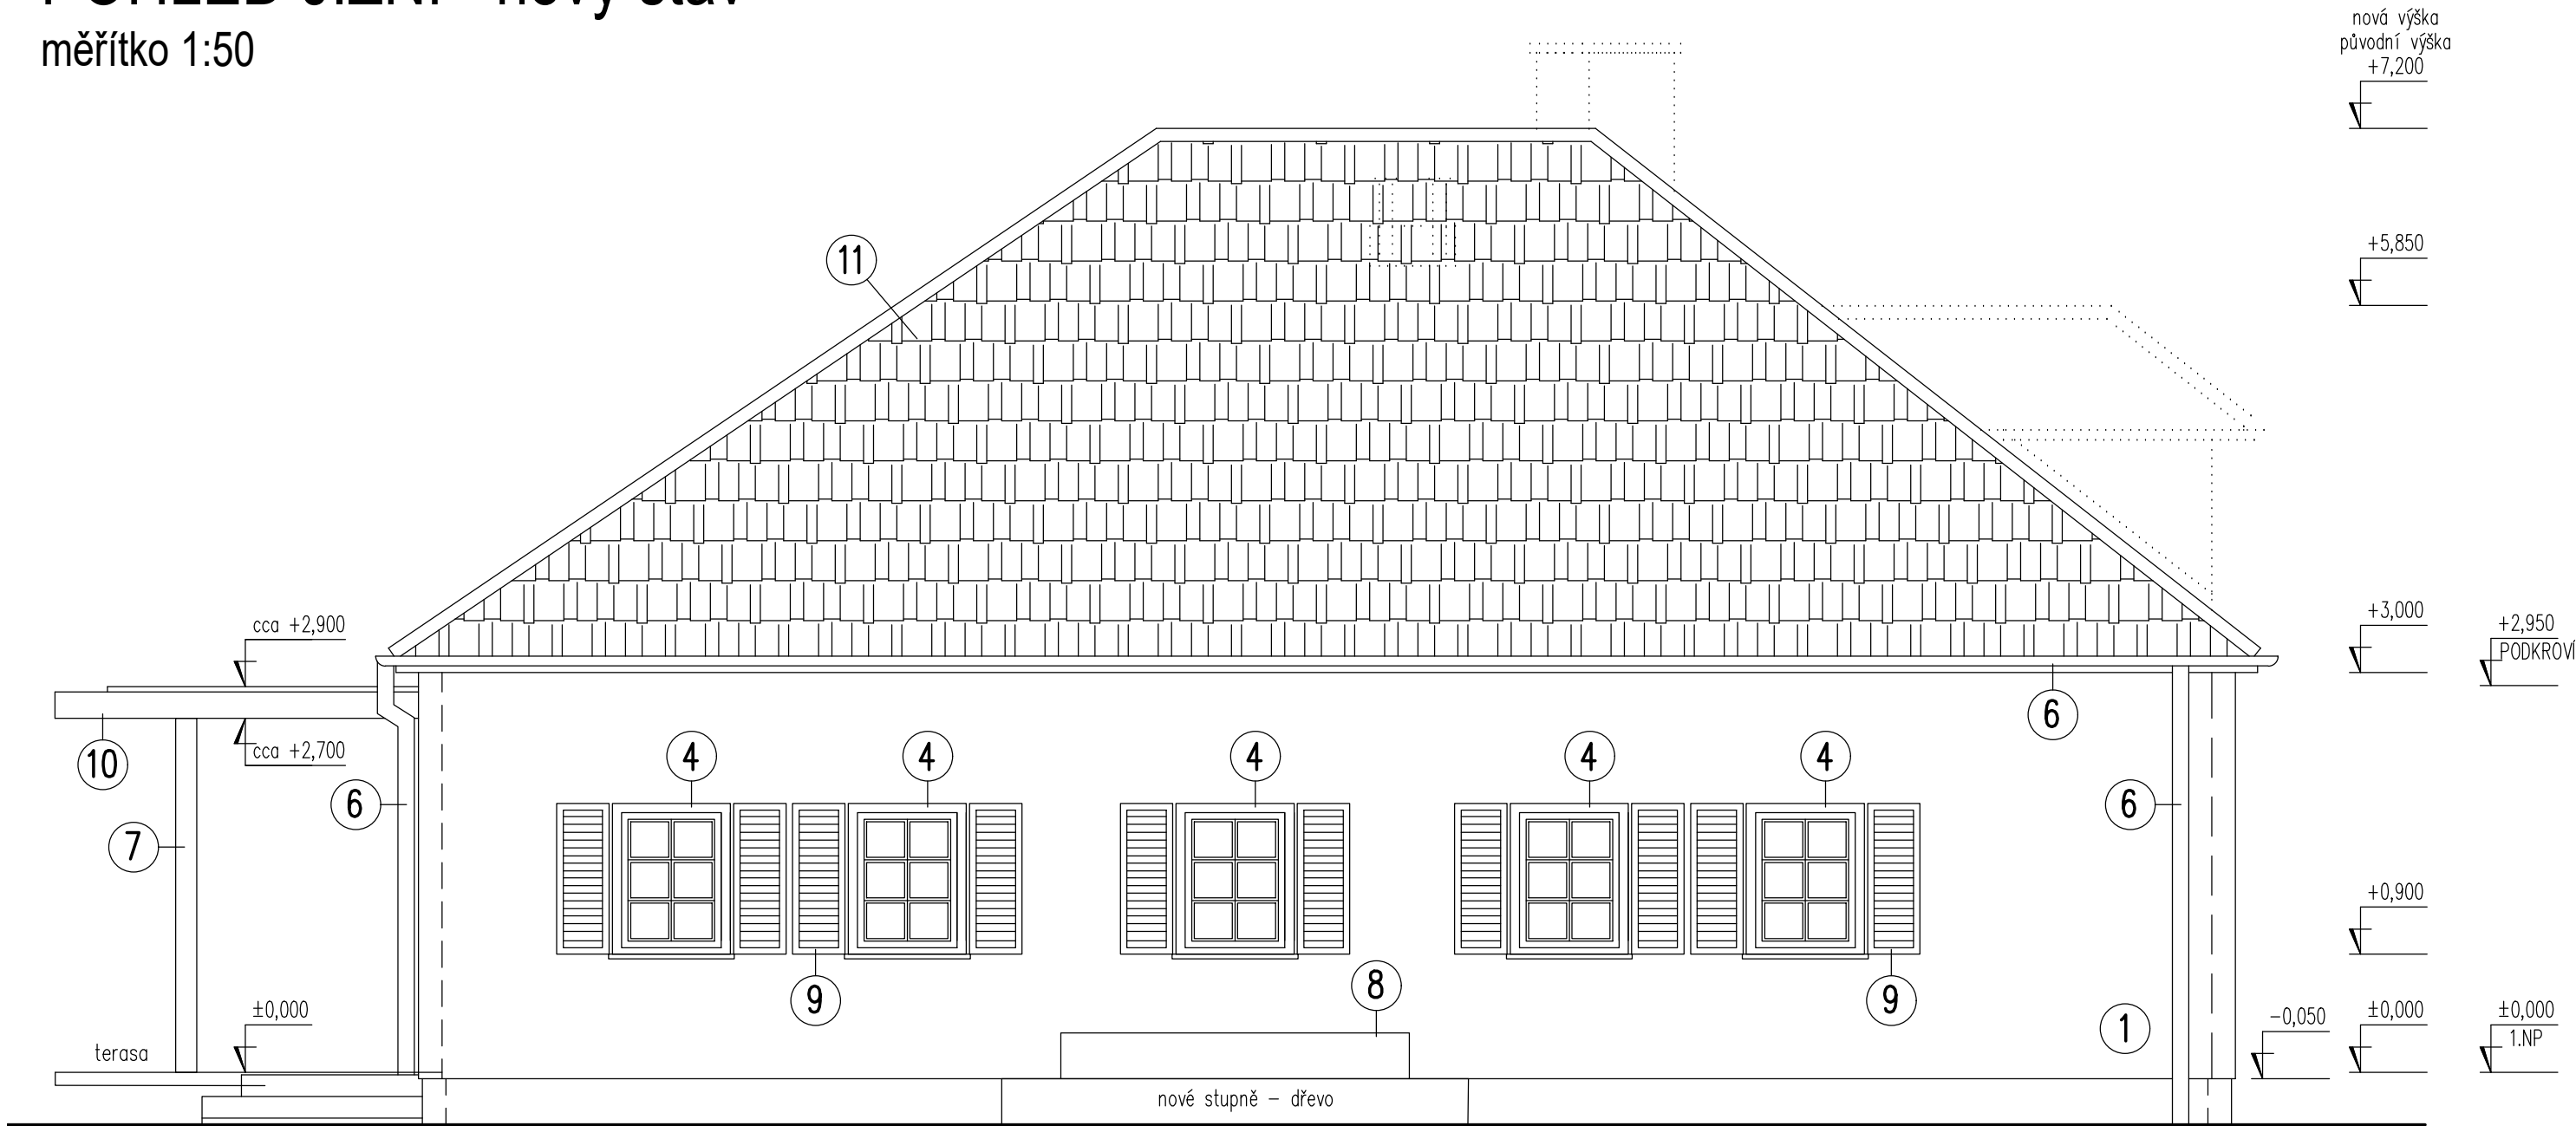 měřítko 1:50
nová výška
původní výška
+7,200
+5,850
11
cca +2,900
+3,000
+2,950
PODKROVÍ
6
cca +2,700
10
4
4
4
4
4
6
6
7
+0,900
8
9
9
±0,000
1
-0,050
±0,000
±0,000
1.NP
terasa
nové stupně – dřevo